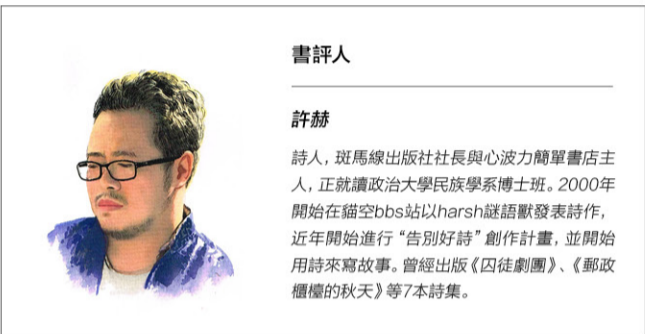 書評人
許赫
詩人，斑馬線出版社社長與心波力簡單書店主
人，正就讀政治大學民族學系博士班。2000年
開始在貓空bbs站以harsh謎語獸發表詩作，
近年開始進行“告別好詩”創作計畫，並開始
用詩來寫故事。曾經出版《囚徒劇團》、《郵政
櫃檯的秋天》等7本詩集。